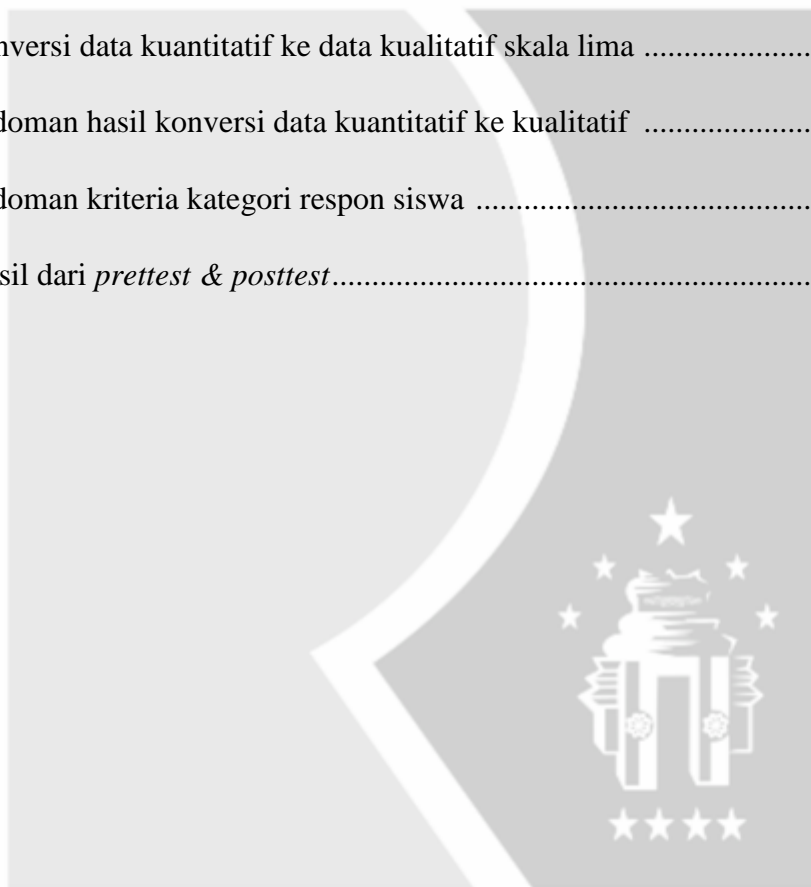 nversi data kuantitatif ke data kualitatif skala lima .....................
doman hasil konversi data kuantitatif ke kualitatif .....................
doman kriteria kategori respon siswa ..........................................
sil dari prettest & posttest............................................................